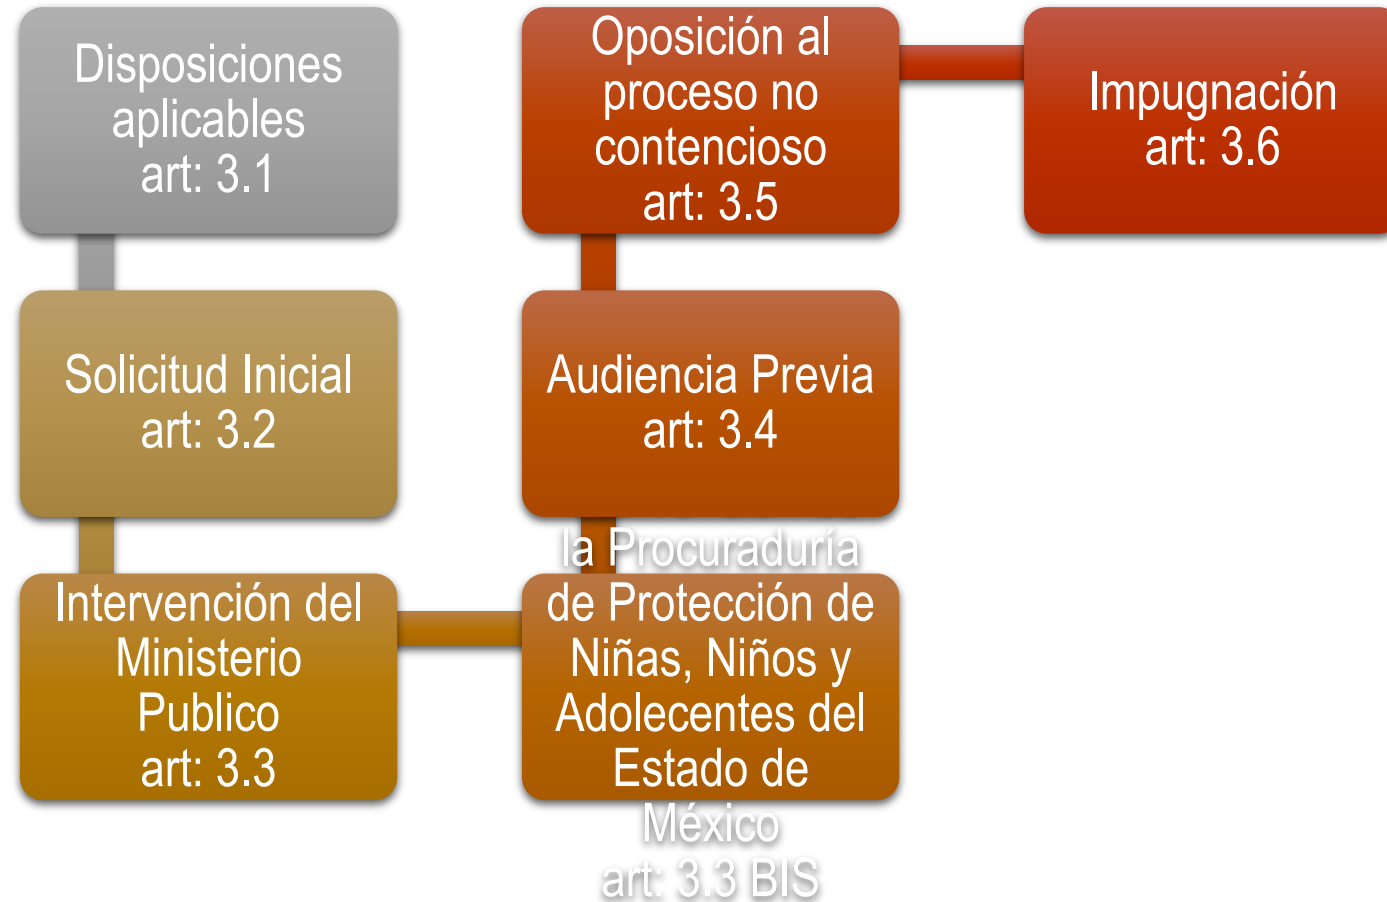 Disposiciones
aplicables
art: 3.1
Solicitud Inicial
art: 3.2
Intervención del
Ministerio
Publico
art: 3.3
la Procuraduría
de Protección de
Niñas, Niños y
Adolecentes del
Estado de
México
art: 3.3 BIS
Audiencia Previa
art: 3.4
Oposición al
proceso no
contencioso
art: 3.5
Impugnación
art: 3.6